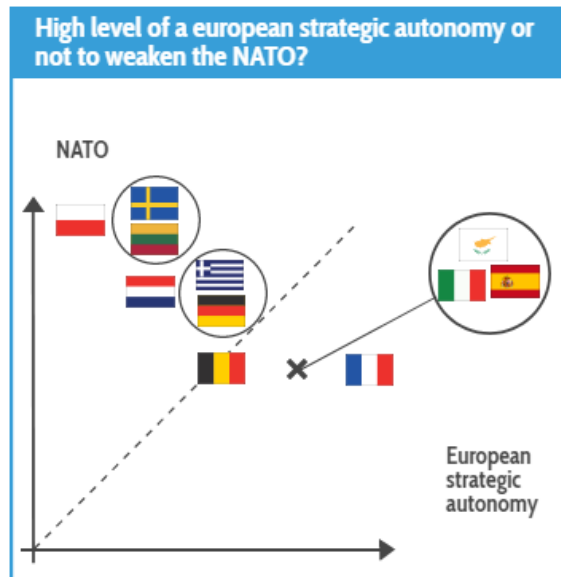 High level of a european strategic autonomy or
not to weaken the NATO?
NATO
European
strategic
autonomy